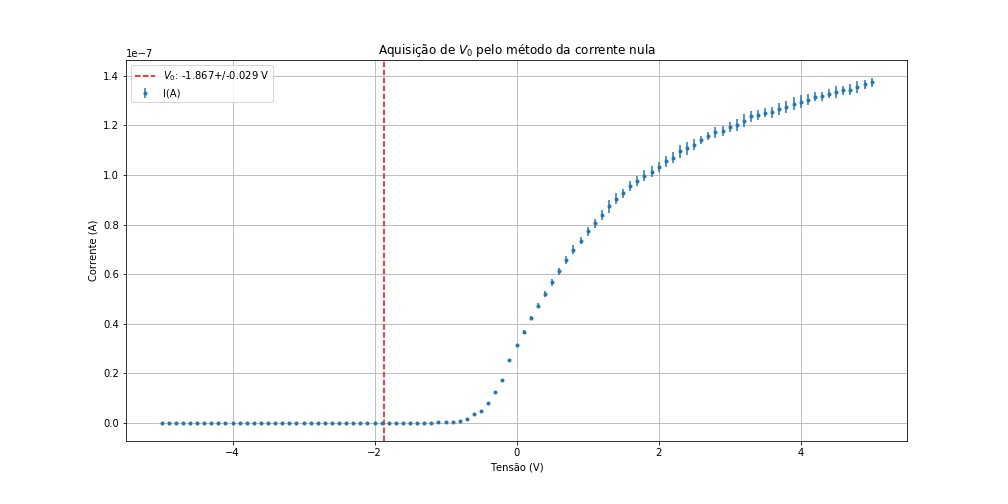 Aquisição de V₀ pelo método da corrente nula
1e−7
V₀: -1.867+/-0.029 V
I(A)
1.4
1.2
1.0
0.8
0.6
0.4
0.2
0.0
Corrente (A)
−4 −2 0 2 4
Tensão (V)